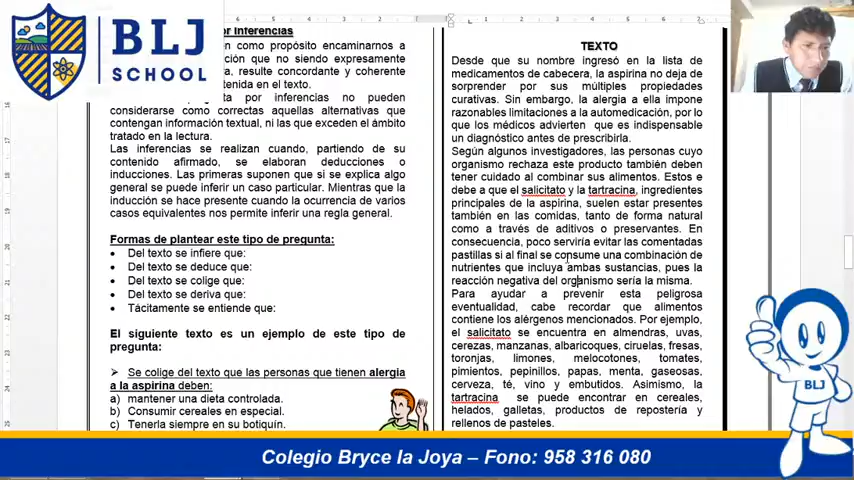 BLJ
SCHOOL
or Inferencias
en como propósito encaminarnos a
ción que no siendo expresamente
a, resulte concordante y coherente
tenida en el texto.
ta por inferencias no pueden
considerarse como correctas aquellas alternativas que
contengan información textual, ni las que exceden el ámbito
tratado en la lectura.
Las inferencias se realizan cuando, partiendo de su
contenido afirmado, se elaboran deducciones o
inducciones. Las primeras suponen que si se explica algo
general se puede inferir un caso particular. Mientras que la
inducción se hace presente cuando la ocurrencia de varios
casos equivalentes nos permite inferir una regla general.
Formas de plantear este tipo de pregunta:
• Del texto se infiere que:
• Del texto se deduce que:
• Del texto se colige que:
• Del texto se deriva que:
• Tácitamente se entiende que:
El siguiente texto es un ejemplo de este tipo de
pregunta:
➢ Se colige del texto que las personas que tienen alergia
a la aspirina deben:
a) mantener una dieta controlada.
b) Consumir cereales en especial.
c) Tenerla siempre en su botiquín.
TEXTO
Desde que su nombre ingresó en la lista de
medicamentos de cabecera, la aspirina no deja de
sorprender por sus múltiples propiedades
curativas. Sin embargo, la alergia a ella impone
razonables limitaciones a la automedicación, por lo
que los médicos advierten que es indispensable
un diagnóstico antes de prescribirla.
Según algunos investigadores, las personas cuyo
organismo rechaza este producto también deben
tener cuidado al combinar sus alimentos. Estos e
debe a que el salicitato y la tartracina, ingredientes
principales de la aspirina, suelen estar presentes
también en las comidas, tanto de forma natural
como a través de aditivos o preservantes. En
consecuencia, poco serviría evitar las comentadas
pastillas si al final se consume una combinación de
nutrientes que incluya ambas sustancias, pues la
reacción negativa del organismo sería la misma.
Para ayudar a prevenir esta peligrosa
eventualidad, cabe recordar que alimentos
contiene los alérgenos mencionados. Por ejemplo,
el salicitato se encuentra en almendras, uvas,
cerezas, manzanas, albaricoques, ciruelas, fresas,
toronjas, limones, melocotones, tomates,
pimientos, pepinillos, papas, menta, gaseosas,
cerveza, té, vino y embutidos. Asimismo, la
tartracina se puede encontrar en cereales,
helados, galletas, productos de repostería y
rellenos de pasteles.
BLJ
Colegio Bryce la Joya – Fono: 958 316 080